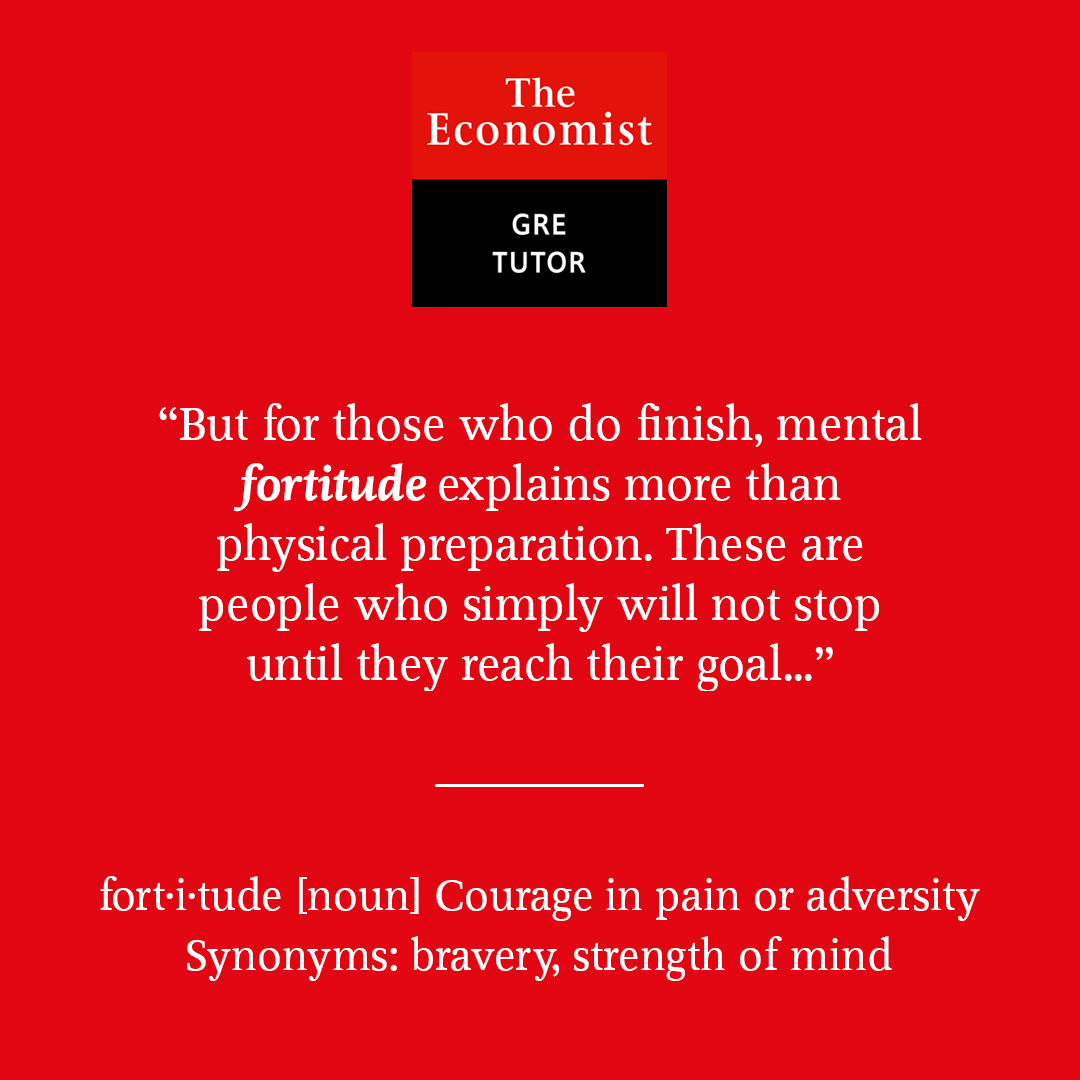 The
Economist
GRE
TUTOR
“But for those who do finish, mental
fortitude explains more than
physical preparation. These are
people who simply will not stop
until they reach their goal...”
fort·i·tude [noun] Courage in pain or adversity
Synonyms: bravery, strength of mind